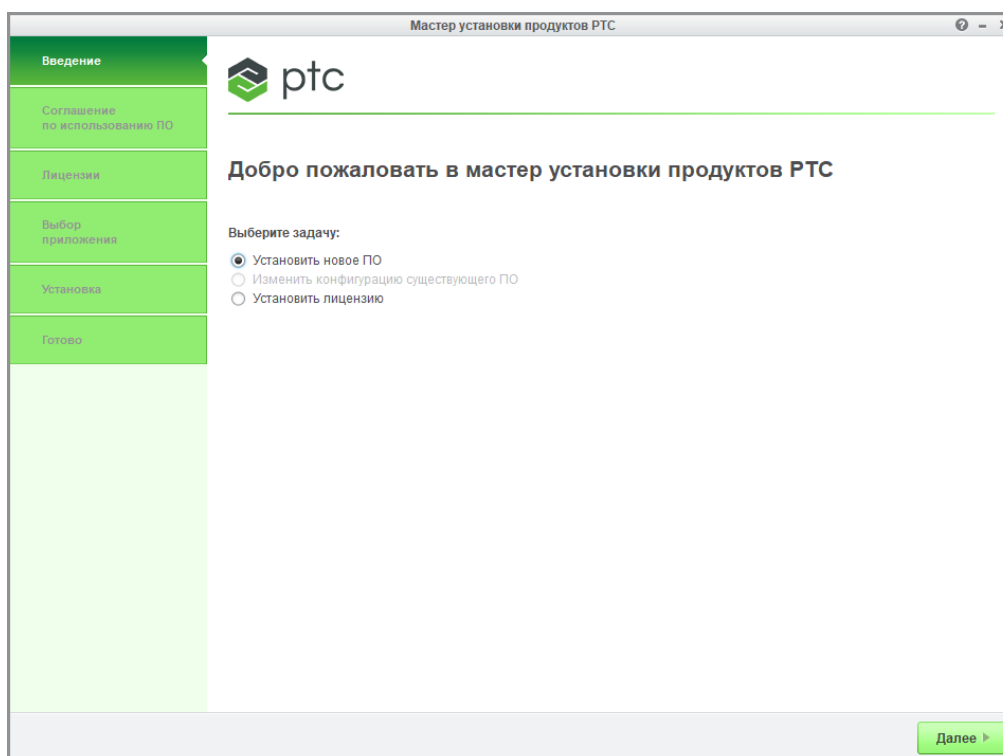 Мастер установки продуктов PTC
Введение
Соглашение
по использованию ПО
Лицензии
Выбор
приложения
Установка
Готово
ptc
Добро пожаловать в мастер установки продуктов PTC
Выберите задачу:
Установить новое ПО
Изменить конфигурацию существующего ПО
Установить лицензию
Далее